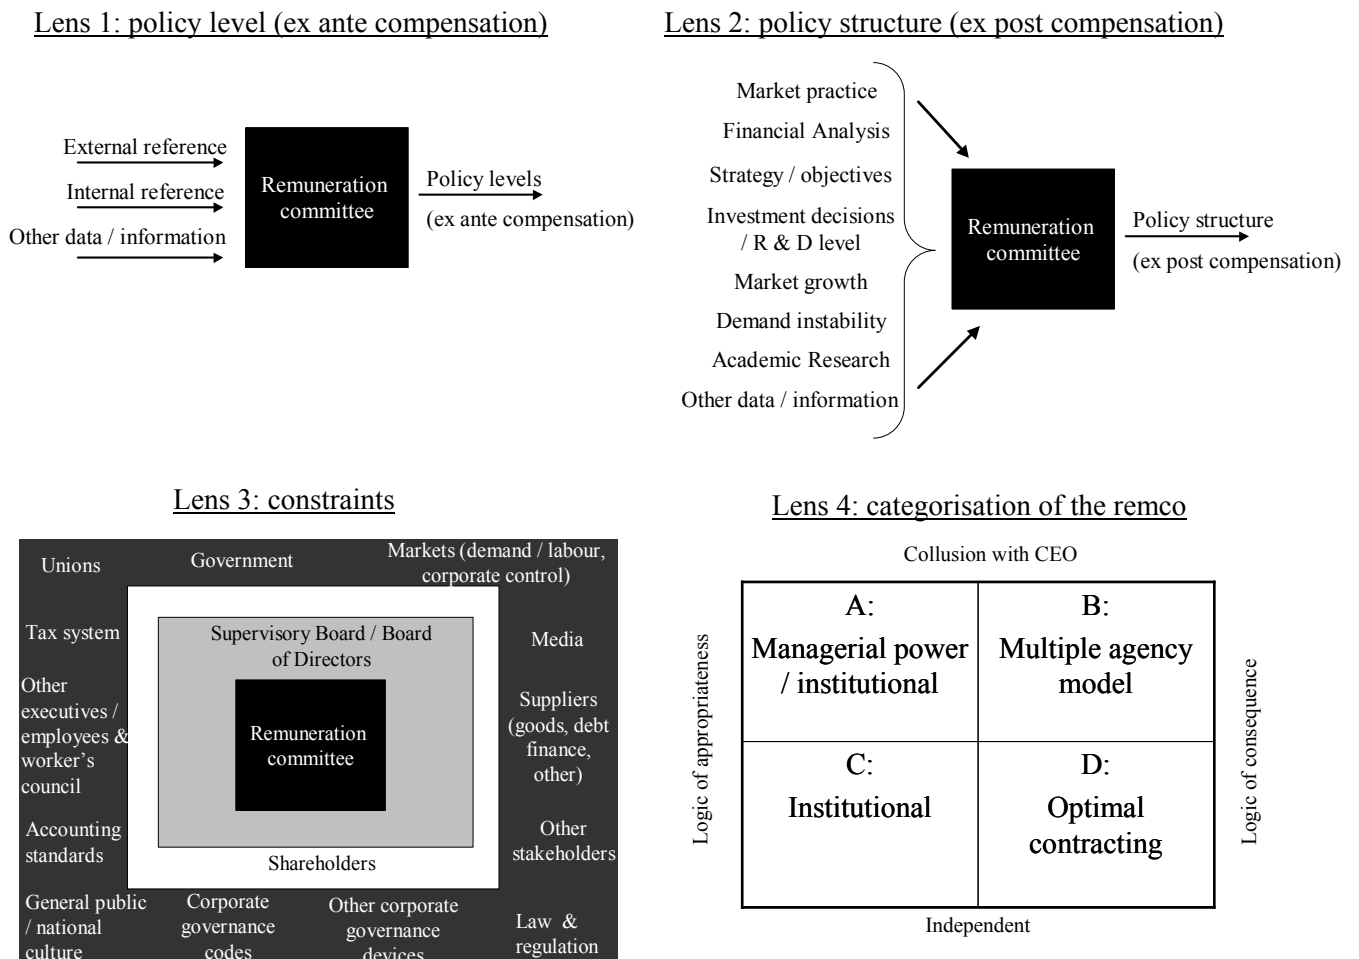 Lens 1: policy level (ex ante compensation)
External reference
Internal reference
Other data / information
Remuneration
committee
Policy levels
(ex ante compensation)
Lens 2: policy structure (ex post compensation)
Market practice
Financial Analysis
Strategy / objectives
Investment decisions
/ R & D level
Market growth
Demand instability
Academic Research
Other data / information
Remuneration
committee
Policy structure
(ex post compensation)
Lens 3: constraints
Unions
Government
Markets (demand / labour,
corporate control)
Tax system
Supervisory Board / Board
of Directors
Media
Other
executives /
employees &
worker's
council
Remuneration
committee
Suppliers
(goods, debt
finance,
other)
Accounting
standards
Shareholders
Other
stakeholders
General public
/ national
culture
Corporate
governance
codes
Other corporate
governance
devices
Law &
regulation
Lens 4: categorisation of the remco
Collusion with CEO
Logic of appropriateness
A:
Managerial power
/ institutional
B:
Multiple agency
model
C:
Institutional
D:
Optimal
contracting
Logic of consequence
Independent